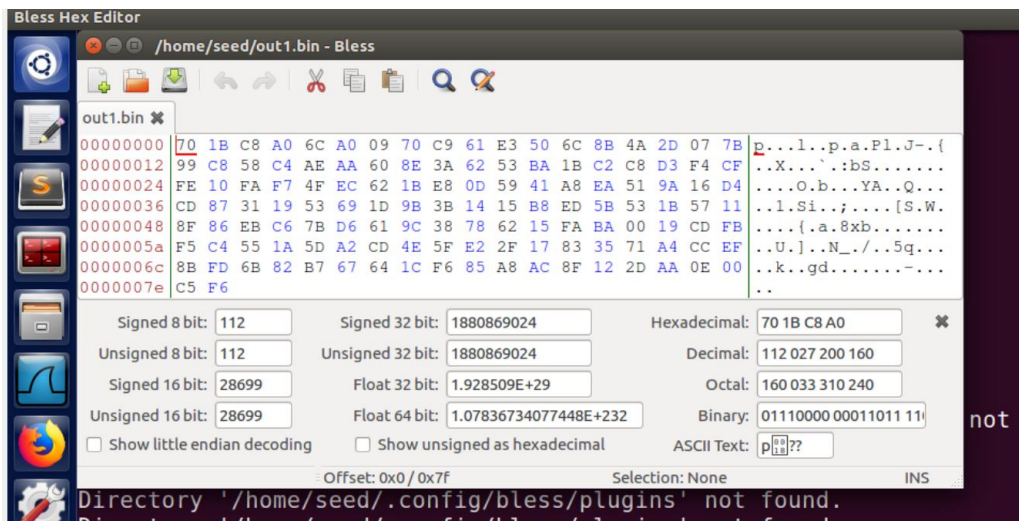 Bless Hex Editor
/home/seed/out1.bin - Bless
out1.bin
00000000 70 1B C8 A0 6C A0 09 70 C9 61 E3 50 6C 8B 4A 2D 07 7B p...l..p.a.Pl.J-.{
00000012 99 C8 58 C4 AE AA 60 8E 3A 62 53 BA 1B C2 C8 D3 F4 CF ..X...`.:bS.......
00000024 FE 10 FA F7 4F EC 62 1B E8 0D 59 41 A8 EA 51 9A 16 D4 ....O.b...YA..Q...
00000036 CD 87 31 19 53 69 1D 9B 3B 14 15 B8 ED 5B 53 1B 57 11 ..1.Si..;....[S.W.
00000048 8F 86 EB C6 7B D6 61 9C 38 78 62 15 FA BA 00 19 CD FB ....{.a.8xb.......
0000005a F5 C4 55 1A 5D A2 CD 4E 5F E2 2F 17 83 35 71 A4 CC EF ..U.]..N_./..5q...
0000006c 8B FD 6B 82 B7 67 64 1C F6 85 A8 AC 8F 12 2D AA 0E 00 ..k..gd.......-...
0000007e C5 F6 ..
Signed 8 bit: 112 Signed 32 bit: 1880869024 Hexadecimal: 70 1B C8 A0
Unsigned 8 bit: 112 Unsigned 32 bit: 1880869024 Decimal: 112 027 200 160
Signed 16 bit: 28699 Float 32 bit: 1.928509E+29 Octal: 160 033 310 240
Unsigned 16 bit: 28699 Float 64 bit: 1.07836734077448E+232 Binary: 01110000 00011011 11 not
Show little endian decoding Show unsigned as hexadecimal ASCII Text: p??
Offset: 0x0 / 0x7f Selection: None INS
Directory '/home/seed/.config/bless/plugins' not found.